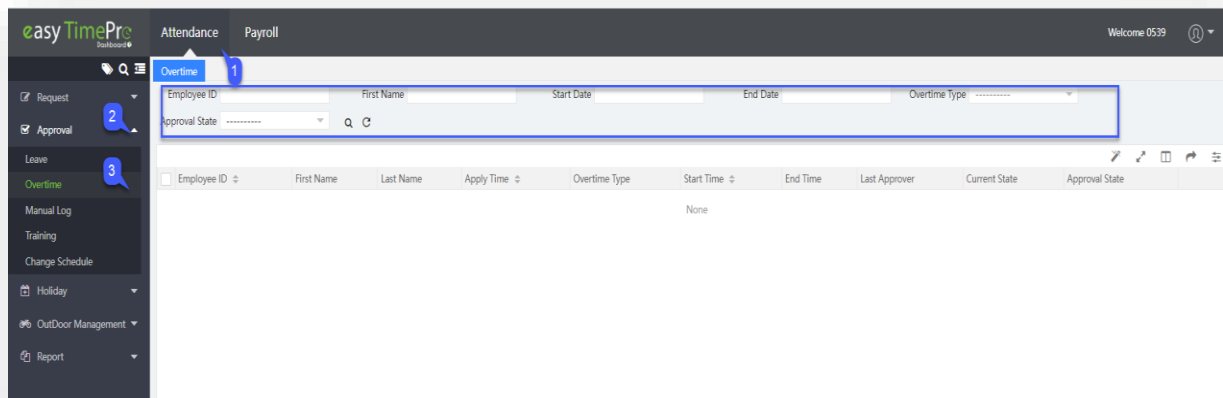 easy TimePro
Dashboard
Attendance Payroll
Welcome 0539
1
Overtime
Request
2
Approval
Leave
3
Overtime
Manual Log
Training
Change Schedule
Holiday
OutDoor Management
Report
Employee ID First Name Start Date End Date Overtime Type ----------
Approval State ----------
Employee ID First Name Last Name Apply Time Overtime Type Start Time End Time Last Approver Current State Approval State
None